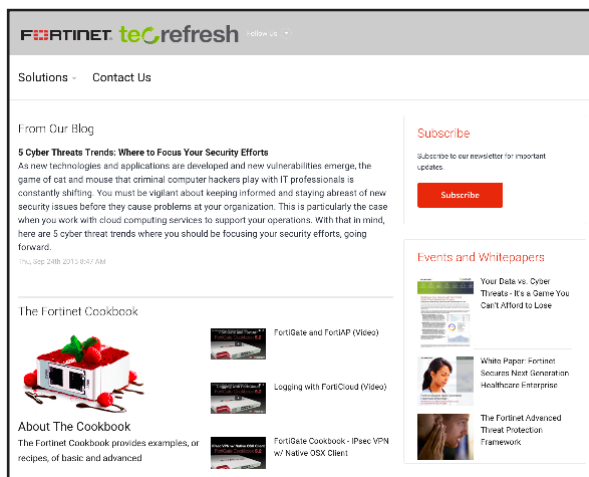 FORTINET tecrefresh Follow us
Solutions - Contact Us
From Our Blog
5 Cyber Threats Trends: Where to Focus Your Security Efforts
As new technologies and applications are developed and new vulnerabilities emerge, the
game of cat and mouse that criminal computer hackers play with IT professionals is
constantly shifting. You must be vigilant about keeping informed and staying abreast of new
security issues before they cause problems at your organization. This is particularly the case
when you work with cloud computing services to support your operations. With that in mind,
here are 5 cyber threat trends where you should be focusing your security efforts, going
forward.
Thu, Sep 24th 2015 8:47 AM
The Fortinet Cookbook
About The Cookbook
The Fortinet Cookbook provides examples, or
recipes, of basic and advanced
FortiGate and FortiAP (Video)
Logging with FortiCloud (Video)
FortiGate Cookbook - IPsec VPN
w/ Native OSX Client
Subscribe
Subscribe to our newsletter for important
updates.
Subscribe
Events and Whitepapers
Your Data vs. Cyber
Threats - It's a Game You
Can't Afford to Lose
White Paper: Fortinet
Secures Next Generation
Healthcare Enterprise
The Fortinet Advanced
Threat Protection
Framework